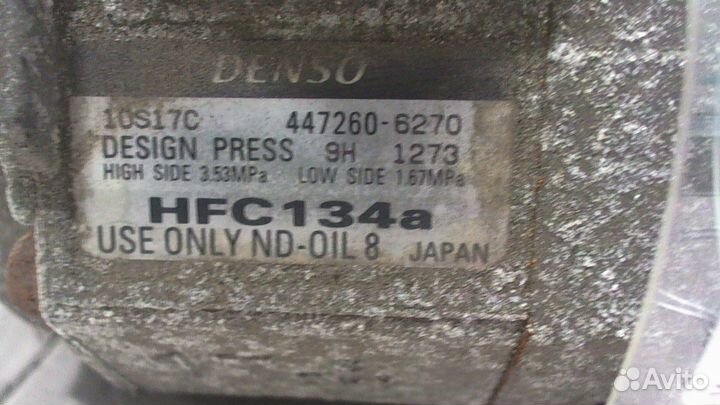 DENSO
10S17C 447260-6270
DESIGN PRESS 9H 1273
HIGH SIDE 3.53MPa LOW SIDE 1.67MPa
HFC134a
USE ONLY ND-OIL 8 JAPAN
Avito